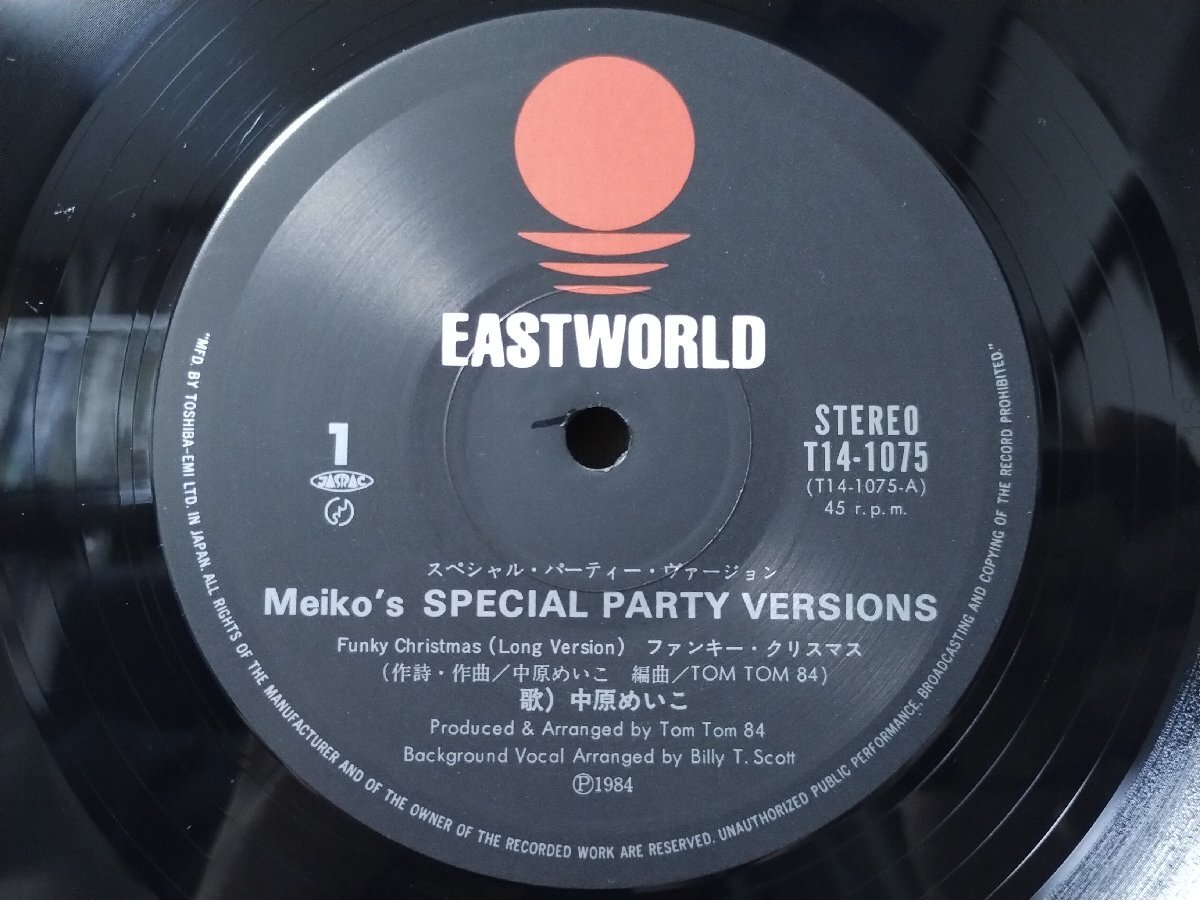 EASTWORLD
1
JASRAC
STEREO
T14-1075
(T14-1075-A)
45 r.p.m.
スペシャル・パーティー・ヴァージョン
Meiko's SPECIAL PARTY VERSIONS
Funky Christmas (Long Version) ファンキー・クリスマス
(作詩・作曲/中原めいこ 編曲/TOM TOM 84)
歌) 中原めいこ
Produced & Arranged by Tom Tom 84
Background Vocal Arranged by Billy T. Scott
Ⓟ1984
"MFD. BY TOSHIBA-EMI LTD. IN JAPAN. ALL RIGHTS OF THE MANUFACTURER AND OF THE OWNER OF THE RECORDED WORK ARE RESERVED. UNAUTHORIZED PUBLIC PERFORMANCE, BROADCASTING AND COPYING OF THE RECORD PROHIBITED."